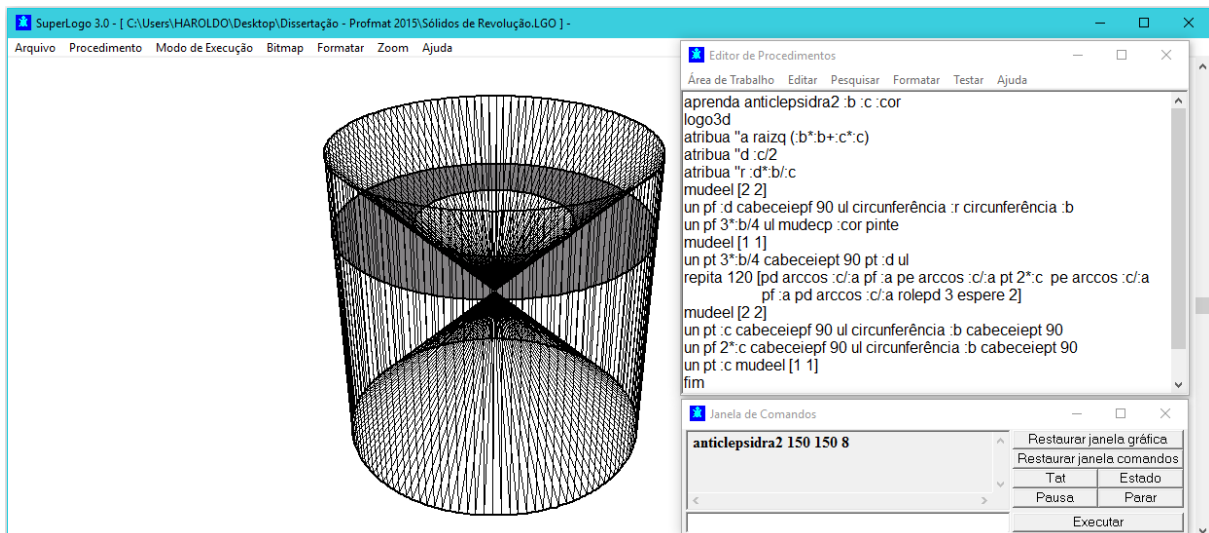 SuperLogo 3.0 - [ C:\Users\HAROLDO\Desktop\Dissertação - Profmat 2015\Sólidos de Revolução.LGO ] -
Arquivo Procedimento Modo de Execução Bitmap Formatar Zoom Ajuda
Editor de Procedimentos
Área de Trabalho Editar Pesquisar Formatar Testar Ajuda
aprenda anticlepsidra2 :b :c :cor
logo3d
atribua "a raizq (:b*:b+:c*:c)
atribua "d :c/2
atribua "r :d*:b/:c
mudeel [2 2]
un pf :d cabeceiepf 90 ul circunferência :r circunferência :b
un pf 3*:b/4 ul mudecp :cor pinte
mudeel [1 1]
un pt 3*:b/4 cabeceiept 90 pt :d ul
repita 120 [pd arccos :c/:a pf :a pe arccos :c/:a pt 2*:c pe arccos :c/:a
pf :a pd arccos :c/:a rolepd 3 espere 2]
mudeel [2 2]
un pt :c cabeceiepf 90 ul circunferência :b cabeceiept 90
un pf 2*:c cabeceiepf 90 ul circunferência :b cabeceiept 90
un pt :c mudeel [1 1]
fim
Janela de Comandos
anticlepsidra2 150 150 8
Restaurar janela gráfica
Restaurar janela comandos
Tat Estado
Pausa Parar
Executar